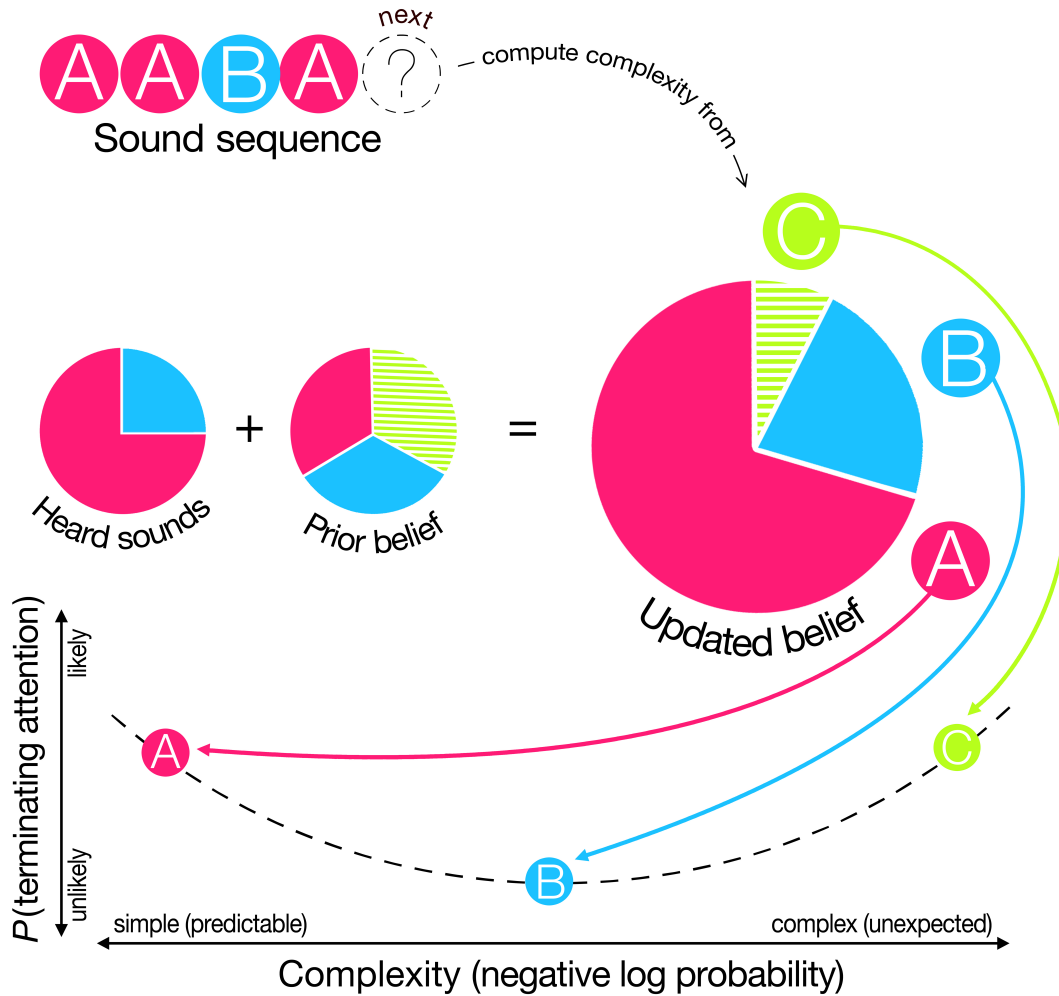 next
A A B A ?
compute complexity from
Sound sequence
C
B
+
=
Heard sounds
Prior belief
A
Updated belief
P(terminating attention)
likely
unlikely
A
C
B
simple (predictable)
complex (unexpected)
Complexity (negative log probability)